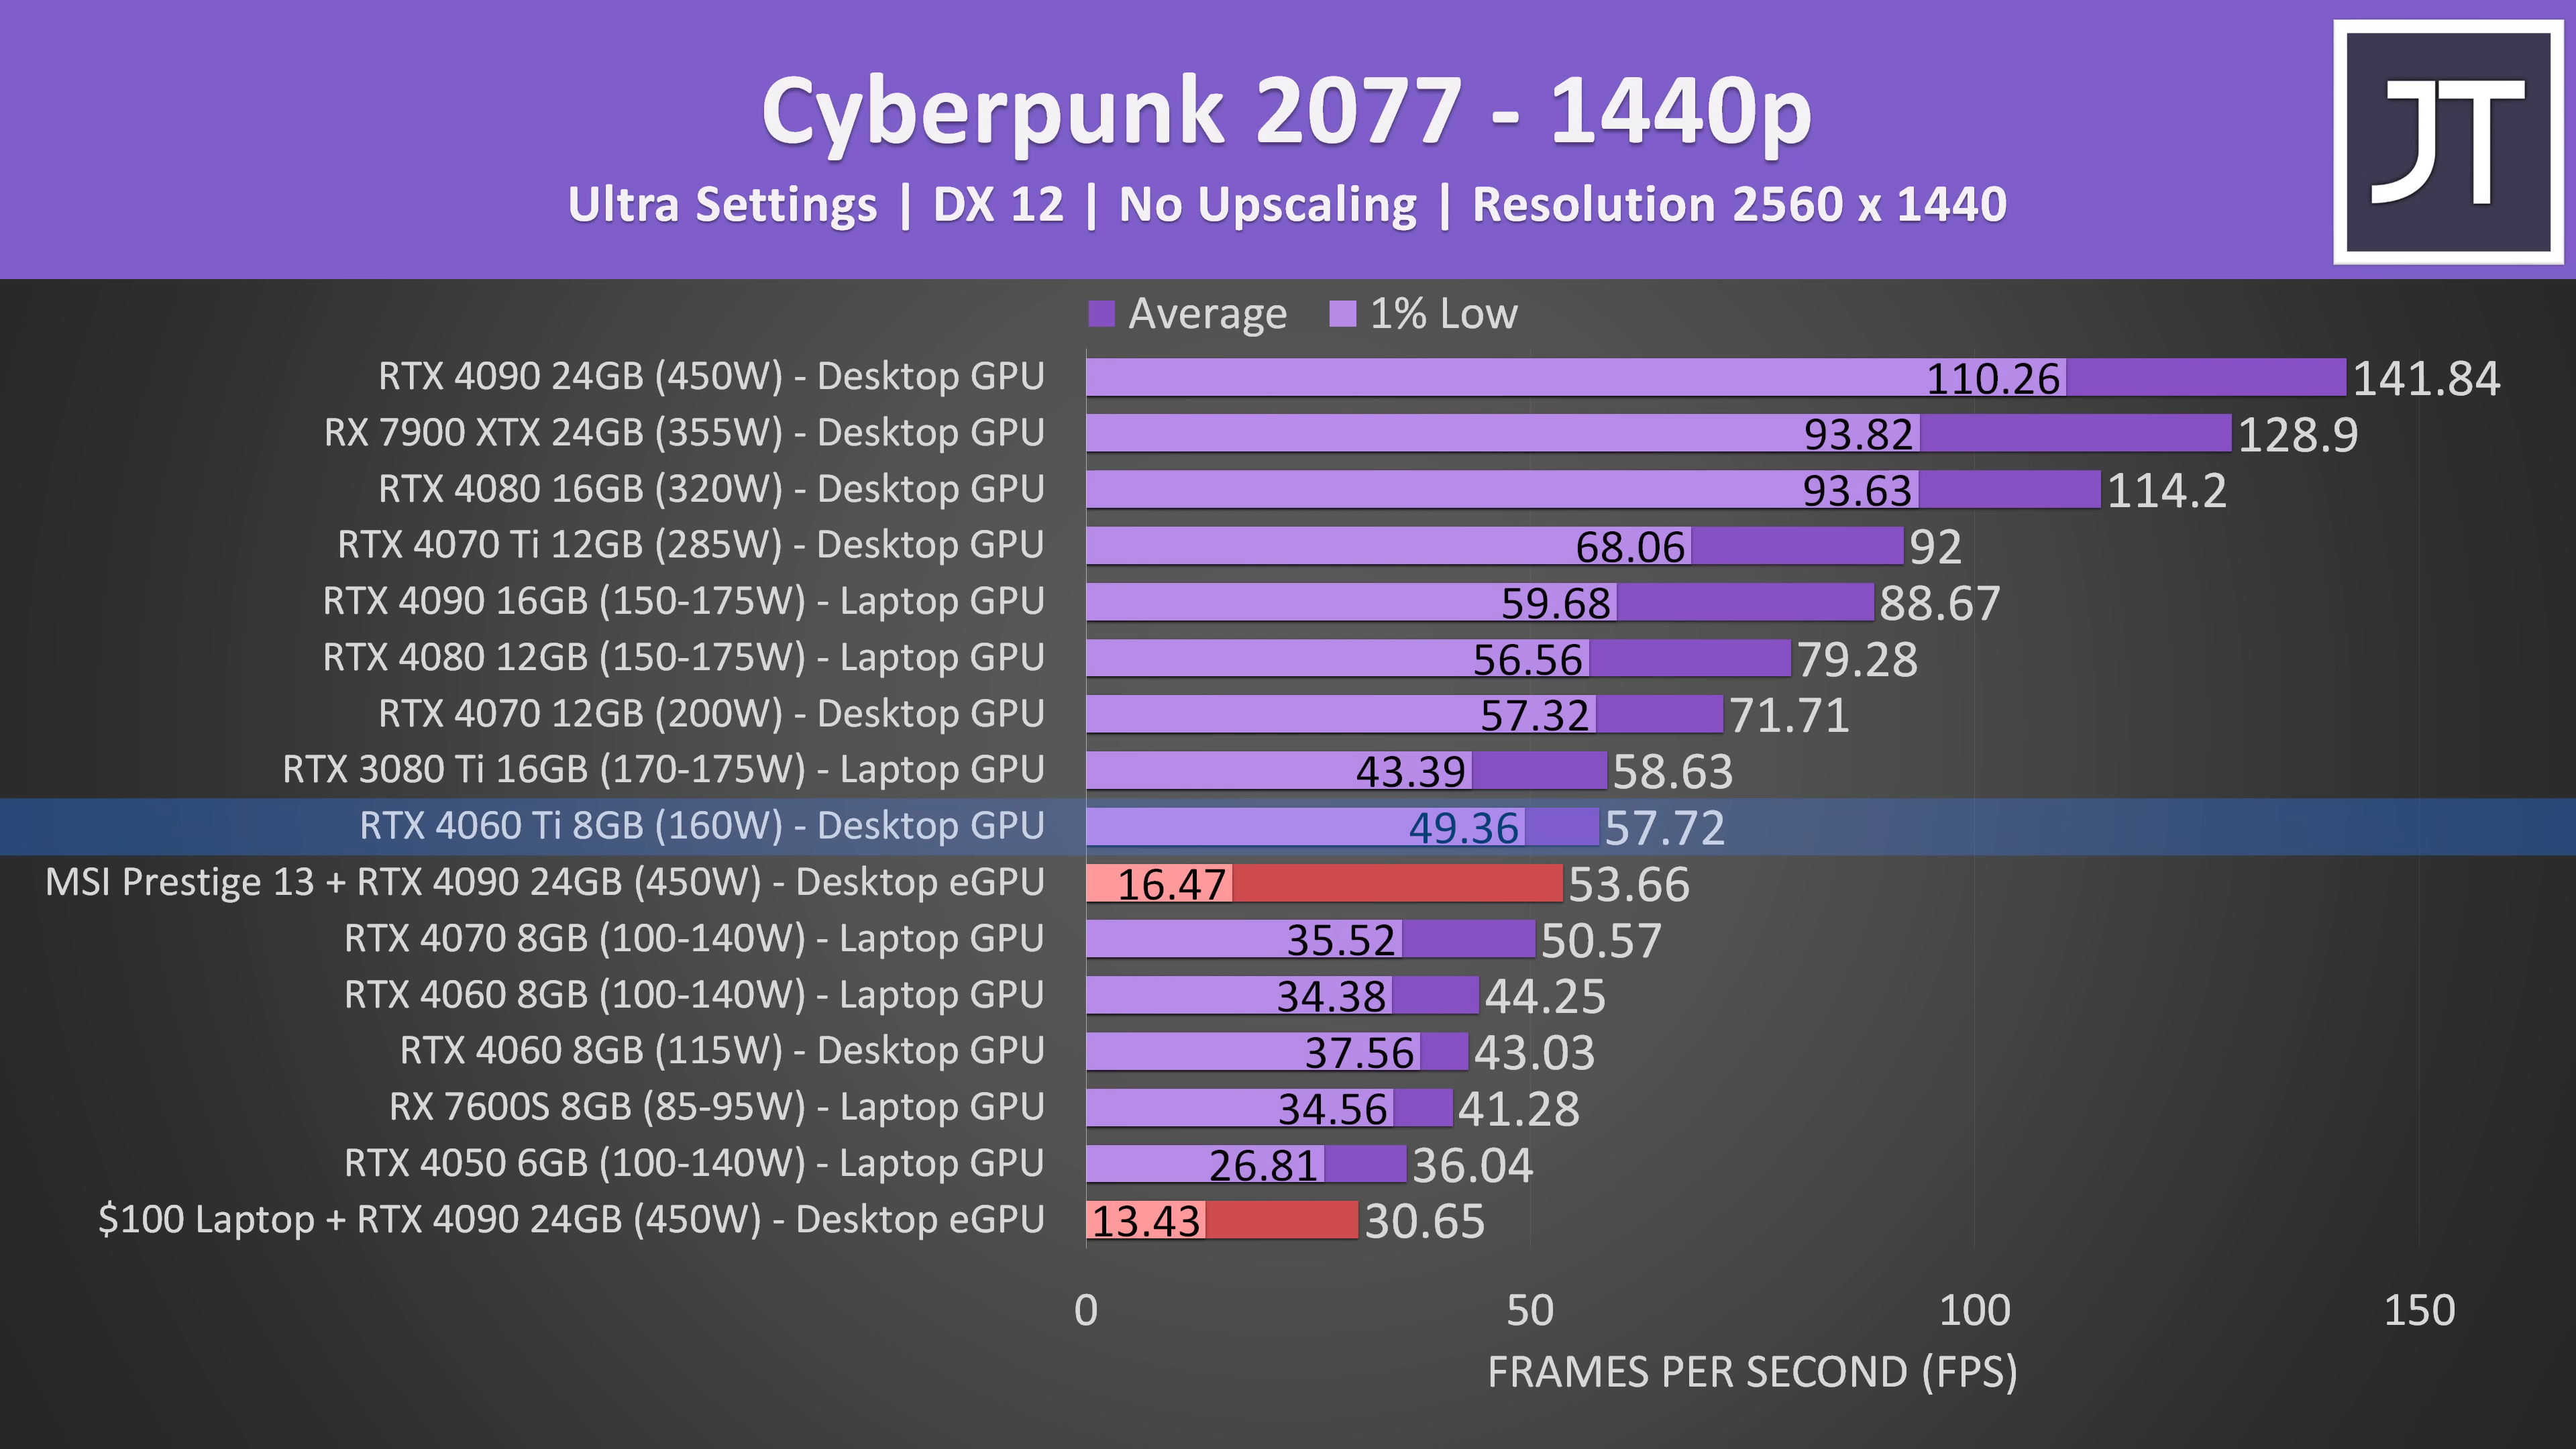 Cyberpunk 2077 - 1440p
JT
Ultra Settings | DX 12 | No Upscaling | Resolution 2560 x 1440
Average 1% Low
RTX 4090 24GB (450W) - Desktop GPU 110.26 141.84
RX 7900 XTX 24GB (355W) - Desktop GPU 93.82 128.9
RTX 4080 16GB (320W) - Desktop GPU 93.63 114.2
RTX 4070 Ti 12GB (285W) - Desktop GPU 68.06 92
RTX 4090 16GB (150-175W) - Laptop GPU 59.68 88.67
RTX 4080 12GB (150-175W) - Laptop GPU 56.56 79.28
RTX 4070 12GB (200W) - Desktop GPU 57.32 71.71
RTX 3080 Ti 16GB (170-175W) - Laptop GPU 43.39 58.63
RTX 4060 Ti 8GB (160W) - Desktop GPU 49.36 57.72
MSI Prestige 13 + RTX 4090 24GB (450W) - Desktop eGPU 16.47 53.66
RTX 4070 8GB (100-140W) - Laptop GPU 35.52 50.57
RTX 4060 8GB (100-140W) - Laptop GPU 34.38 44.25
RTX 4060 8GB (115W) - Desktop GPU 37.56 43.03
RX 7600S 8GB (85-95W) - Laptop GPU 34.56 41.28
RTX 4050 6GB (100-140W) - Laptop GPU 26.81 36.04
$100 Laptop + RTX 4090 24GB (450W) - Desktop eGPU 13.43 30.65
0 50 100 150
FRAMES PER SECOND (FPS)